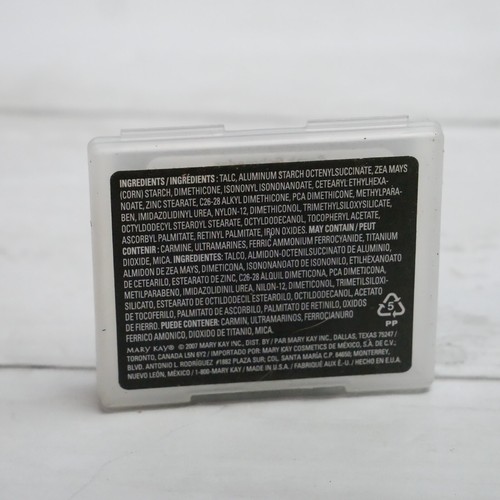 INGREDIENTS / INGRÉDIENTS: TALC, ALUMINUM STARCH OCTENYLSUCCINATE, ZEA MAYS
(CORN) STARCH, DIMETHICONE, ISONONYL ISONONANOATE, CETEARYL ETHYLHEXA-
NOATE, ZINC STEARATE, C26-28 ALKYL DIMETHICONE, PCA DIMETHICONE, METHYLPARA-
BEN, IMIDAZOLIDINYL UREA, NYLON-12, DIMETHICONOL, TRIMETHYLSILOXYSILICATE,
OCTYLDODECYL STEAROYL STEARATE, OCTYLDODECANOL, TOCOPHERYL ACETATE,
ASCORBYL PALMITATE, RETINYL PALMITATE, IRON OXIDES. MAY CONTAIN / PEUT
CONTENIR: CARMINE, ULTRAMARINES, FERRIC AMMONIUM FERROCYANIDE, TITANIUM
DIOXIDE, MICA. INGREDIENTES: TALCO, ALMIDON-OCTENILSUCCINATO DE ALUMINIO,
ALMIDON DE ZEA MAYS, DIMETICONA, ISONONANOATO DE ISONONILO, ETILHEXANOATO
DE CETEARILO, ESTEARATO DE ZINC, C26-28 ALQUIL DIMETICONA, PCA DIMETICONA,
METILPARABENO, IMIDAZOLIDINIL UREA, NILON-12, DIMETICONOL, TRIMETILSILOXI-
SILICATO, ESTEARATO DE OCTILDODECIL ESTEAROILO, OCTILDODECANOL, ACETATO
DE TOCOFERILO, PALMITATO DE ASCORBILO, PALMITATO DE RETINILO, OXIDOS
DE FIERRO. PUEDE CONTENER: CARMIN, ULTRAMARINOS, FERROCIANURO
FERRICO AMONICO, DIOXIDO DE TITANIO, MICA.
MARY KAY® © 2007 MARY KAY INC., DIST. BY / PAR MARY KAY INC., DALLAS, TEXAS 75247 /
TORONTO, CANADA L5N 6Y2 / IMPORTADO POR: MARY KAY COSMETICS DE MÉXICO, S.A. DE C.V.,
BLVD. ANTONIO L. RODRÍGUEZ #1882 PLAZA SUR, COL. SANTA MARÍA C.P. 64650, MONTERREY,
NUEVO LEÓN, MÉXICO / 1-800-MARY KAY / MADE IN U.S.A. / FABRIQUÉ AUX É.-U. / HECHO EN E.U.A.
5
PP